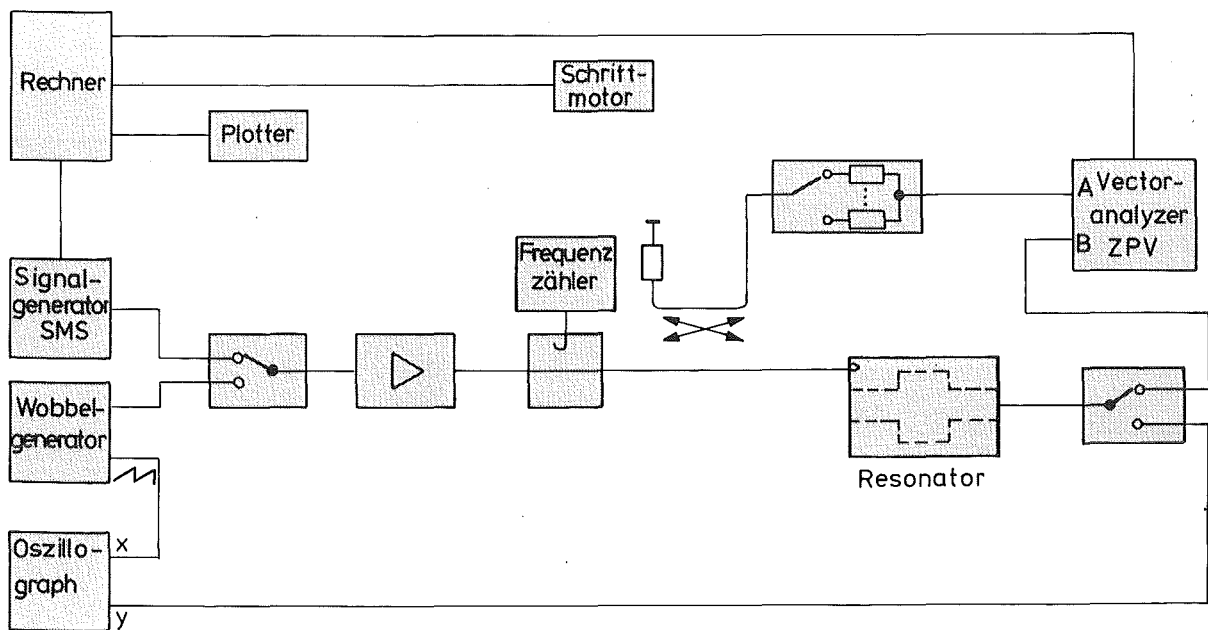 Rechner
Schritt-
motor
Plotter
A Vector-
analyzer
B ZPV
Frequenz
zähler
Signal-
generator
SMS
Wobbel-
generator
Resonator
x
Oszillo-
graph
y